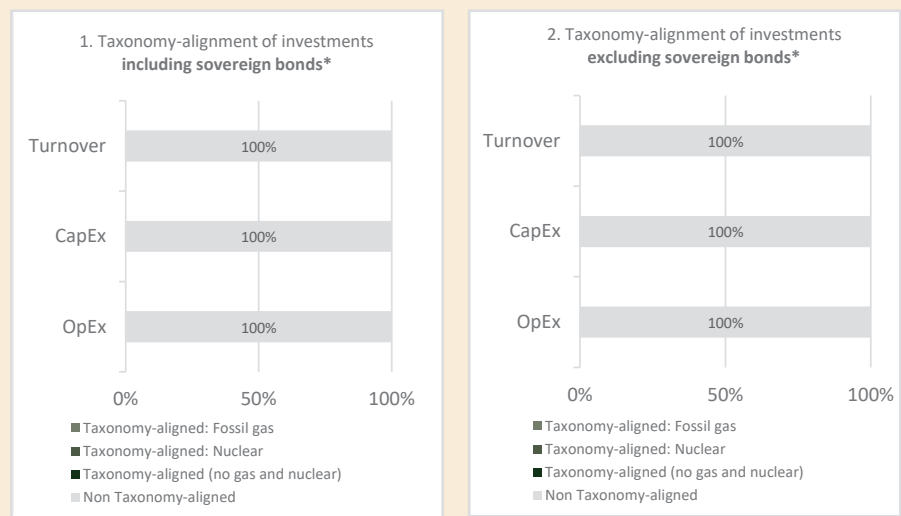 1. Taxonomy-alignment of investments
including sovereign bonds*
Turnover
100%
CapEx
100%
OpEx
100%
0%
50%
100%
Taxonomy-aligned: Fossil gas
Taxonomy-aligned: Nuclear
Taxonomy-aligned (no gas and nuclear)
Non Taxonomy-aligned
2. Taxonomy-alignment of investments
excluding sovereign bonds*
Turnover
100%
CapEx
100%
OpEx
100%
0%
50%
100%
Taxonomy-aligned: Fossil gas
Taxonomy-aligned: Nuclear
Taxonomy-aligned (no gas and nuclear)
Non Taxonomy-aligned